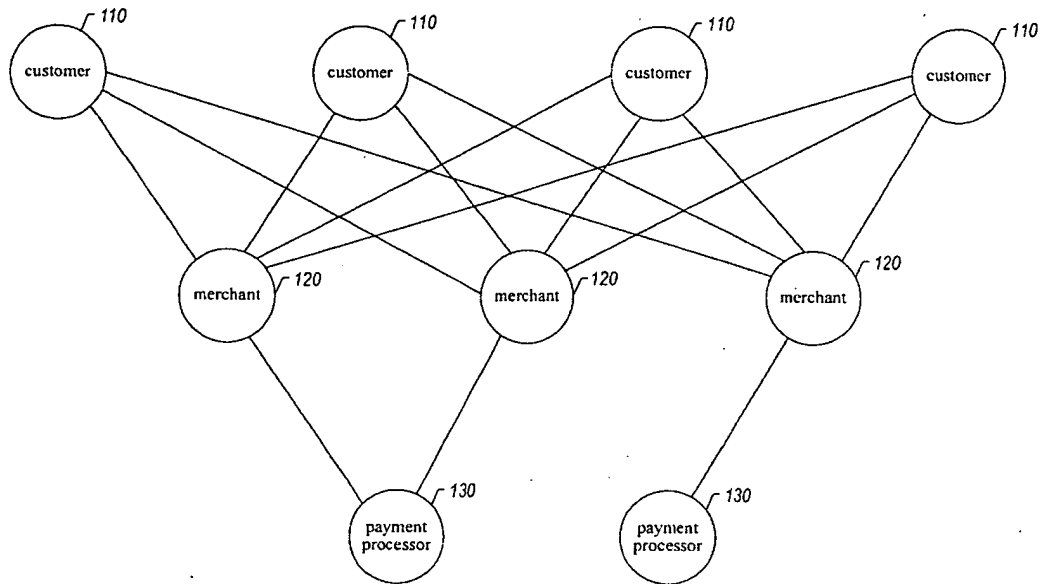 110
110
110
110
customer
customer
customer
customer
120
120
120
merchant
merchant
merchant
130
130
payment
processor
payment
processor